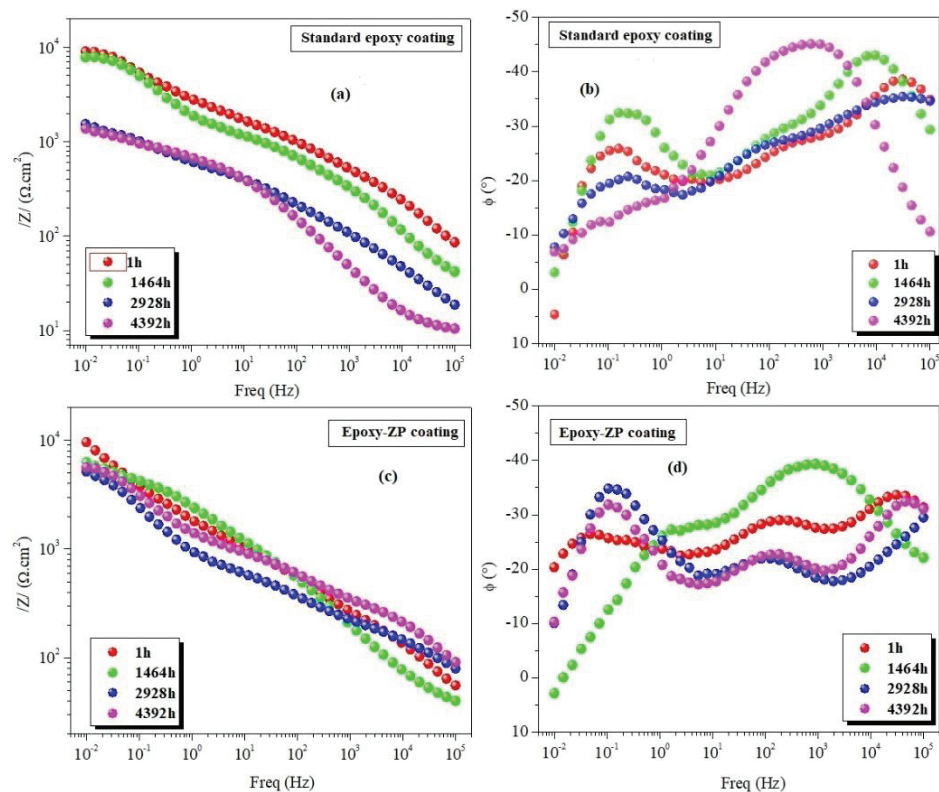 Standard epoxy coating
(a)
10⁴
10³
10²
10¹
/Z/ (Ω.cm²)
1h
1464h
2928h
4392h
10⁻² 10⁻¹ 10⁰ 10¹ 10² 10³ 10⁴ 10⁵
Freq (Hz)
-50
-40
-30
-20
-10
0
10
ϕ (°)
Standard epoxy coating
(b)
1h
1464h
2928h
4392h
10⁻² 10⁻¹ 10⁰ 10¹ 10² 10³ 10⁴ 10⁵
Freq (Hz)
Epoxy-ZP coating
(c)
10⁴
10³
10²
/Z/ (Ω.cm²)
1h
1464h
2928h
4392h
10⁻² 10⁻¹ 10⁰ 10¹ 10² 10³ 10⁴ 10⁵
Freq (Hz)
-50
-40
-30
-20
-10
0
10
ϕ (°)
Epoxy-ZP coating
(d)
1h
1464h
2928h
4392h
10⁻² 10⁻¹ 10⁰ 10¹ 10² 10³ 10⁴ 10⁵
Freq (Hz)